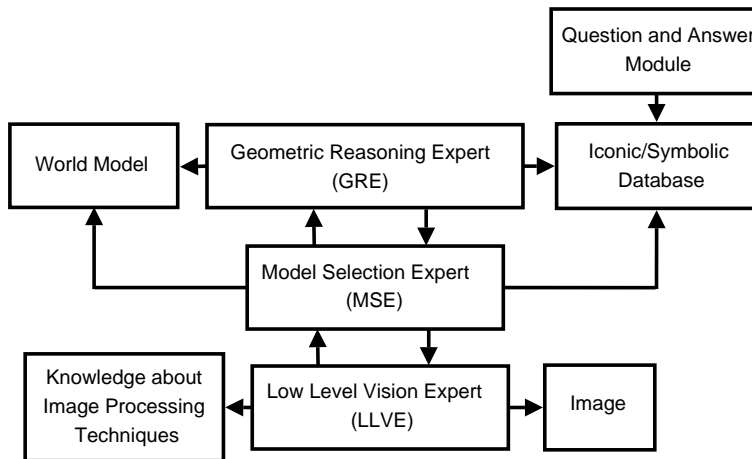 Question and Answer
Module
World Model
Geometric Reasoning Expert
(GRE)
Iconic/Symbolic
Database
Model Selection Expert
(MSE)
Knowledge about
Image Processing
Techniques
Low Level Vision Expert
(LLVE)
Image